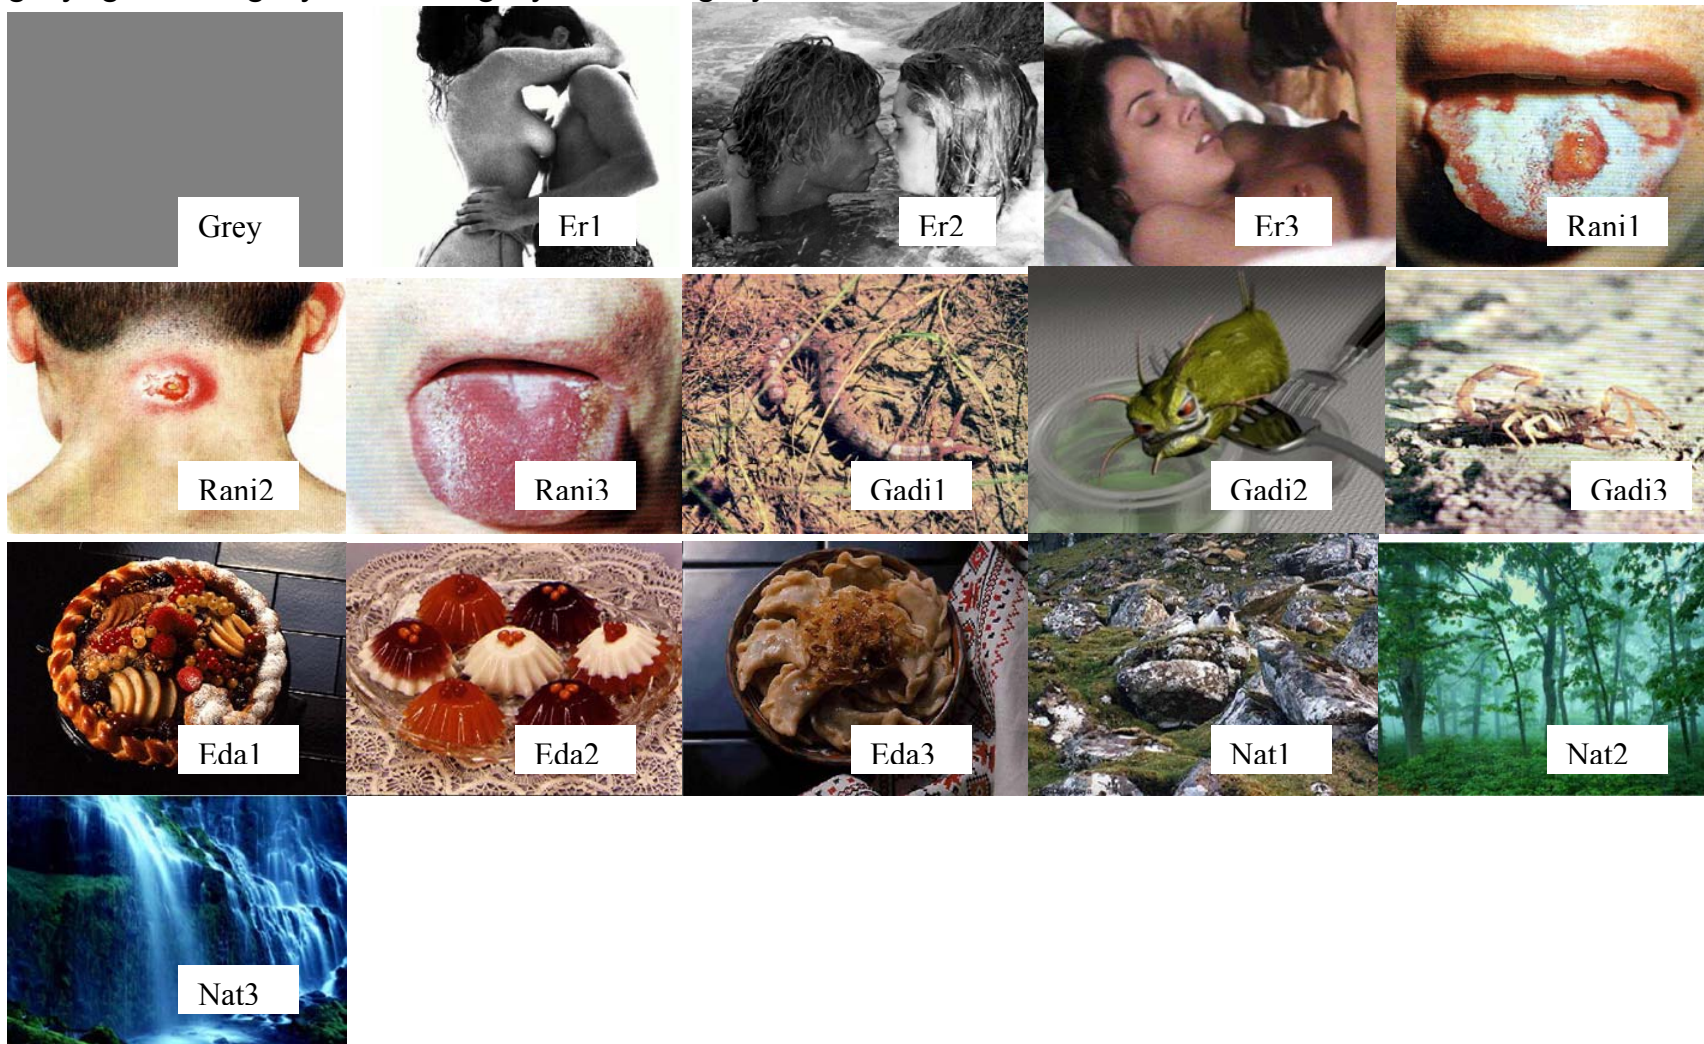 Grey
Er1
Er2
Er3
Rani1
Rani2
Rani3
Gadi1
Gadi2
Gadi3
Eda1
Eda2
Eda3
Nat1
Nat2
Nat3